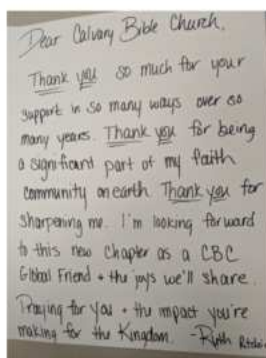 Dear Calvary Bible Church,
Thank you so much for your
support in so many ways over so
many years. Thank you for being
a significant part of my faith
community on earth. Thank you for
sharpening me. I'm looking forward
to this new chapter as a CBC
Global Friend + the joys we'll share.
Praying for you + the impact you're
making for the Kingdom. -Ruth